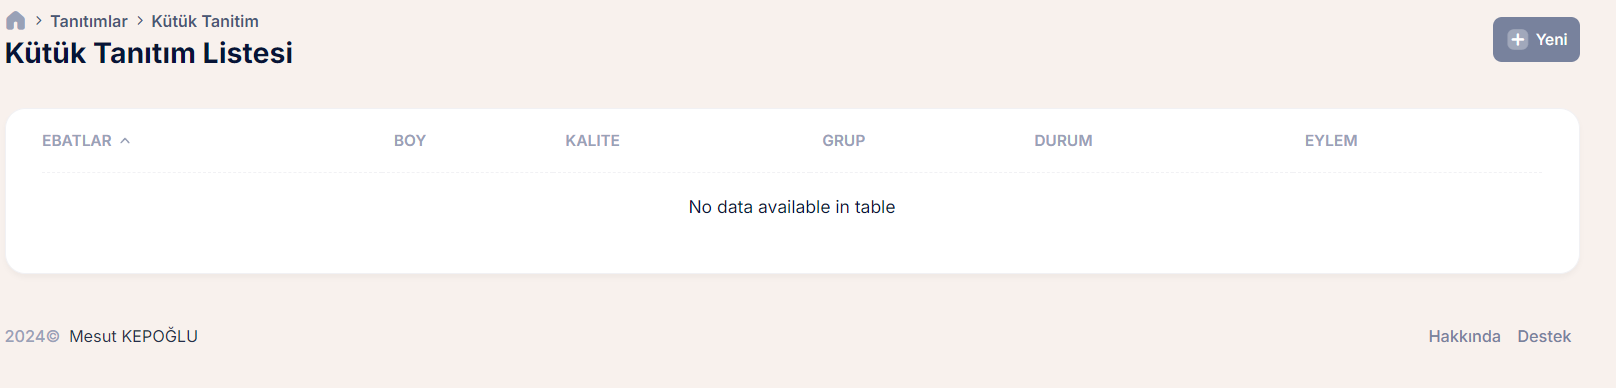 Tanıtımlar > Kütük Tanitim
Kütük Tanıtım Listesi
Yeni
EBATLAR BOY KALITE GRUP DURUM EYLEM
No data available in table
2024© Mesut KEPOĞLU
Hakkında Destek